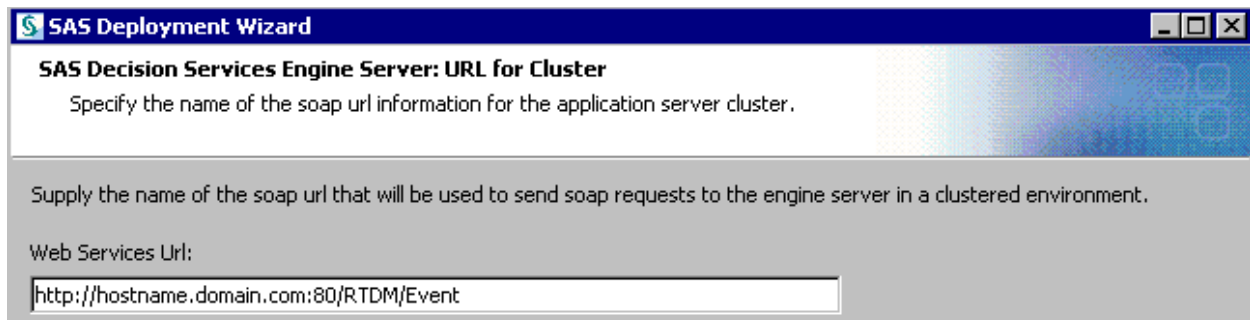 SAS Deployment Wizard
SAS Decision Services Engine Server: URL for Cluster
Specify the name of the soap url information for the application server cluster.
Supply the name of the soap url that will be used to send soap requests to the engine server in a clustered environment.
Web Services Url:
http://hostname.domain.com:80/RTDM/Event